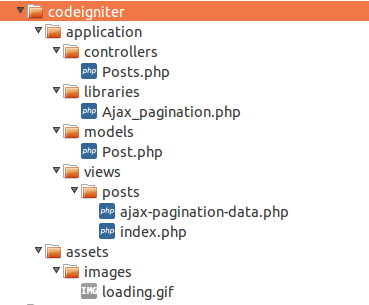 codeigniter
application
controllers
php Posts.php
libraries
php Ajax_pagination.php
models
php Post.php
views
posts
php ajax-pagination-data.php
php index.php
assets
images
IMG loading.gif